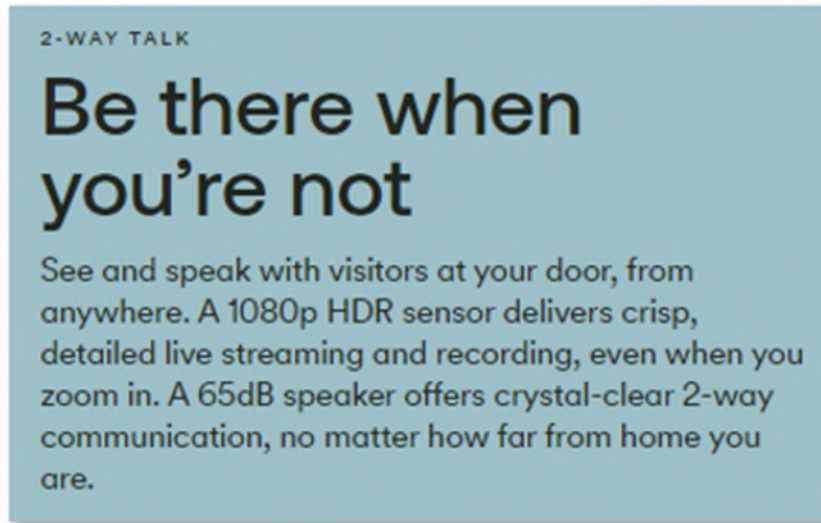 2-WAY TALK
Be there when
you’re not
See and speak with visitors at your door, from
anywhere. A 1080p HDR sensor delivers crisp,
detailed live streaming and recording, even when you
zoom in. A 65dB speaker offers crystal-clear 2-way
communication, no matter how far from home you
are.